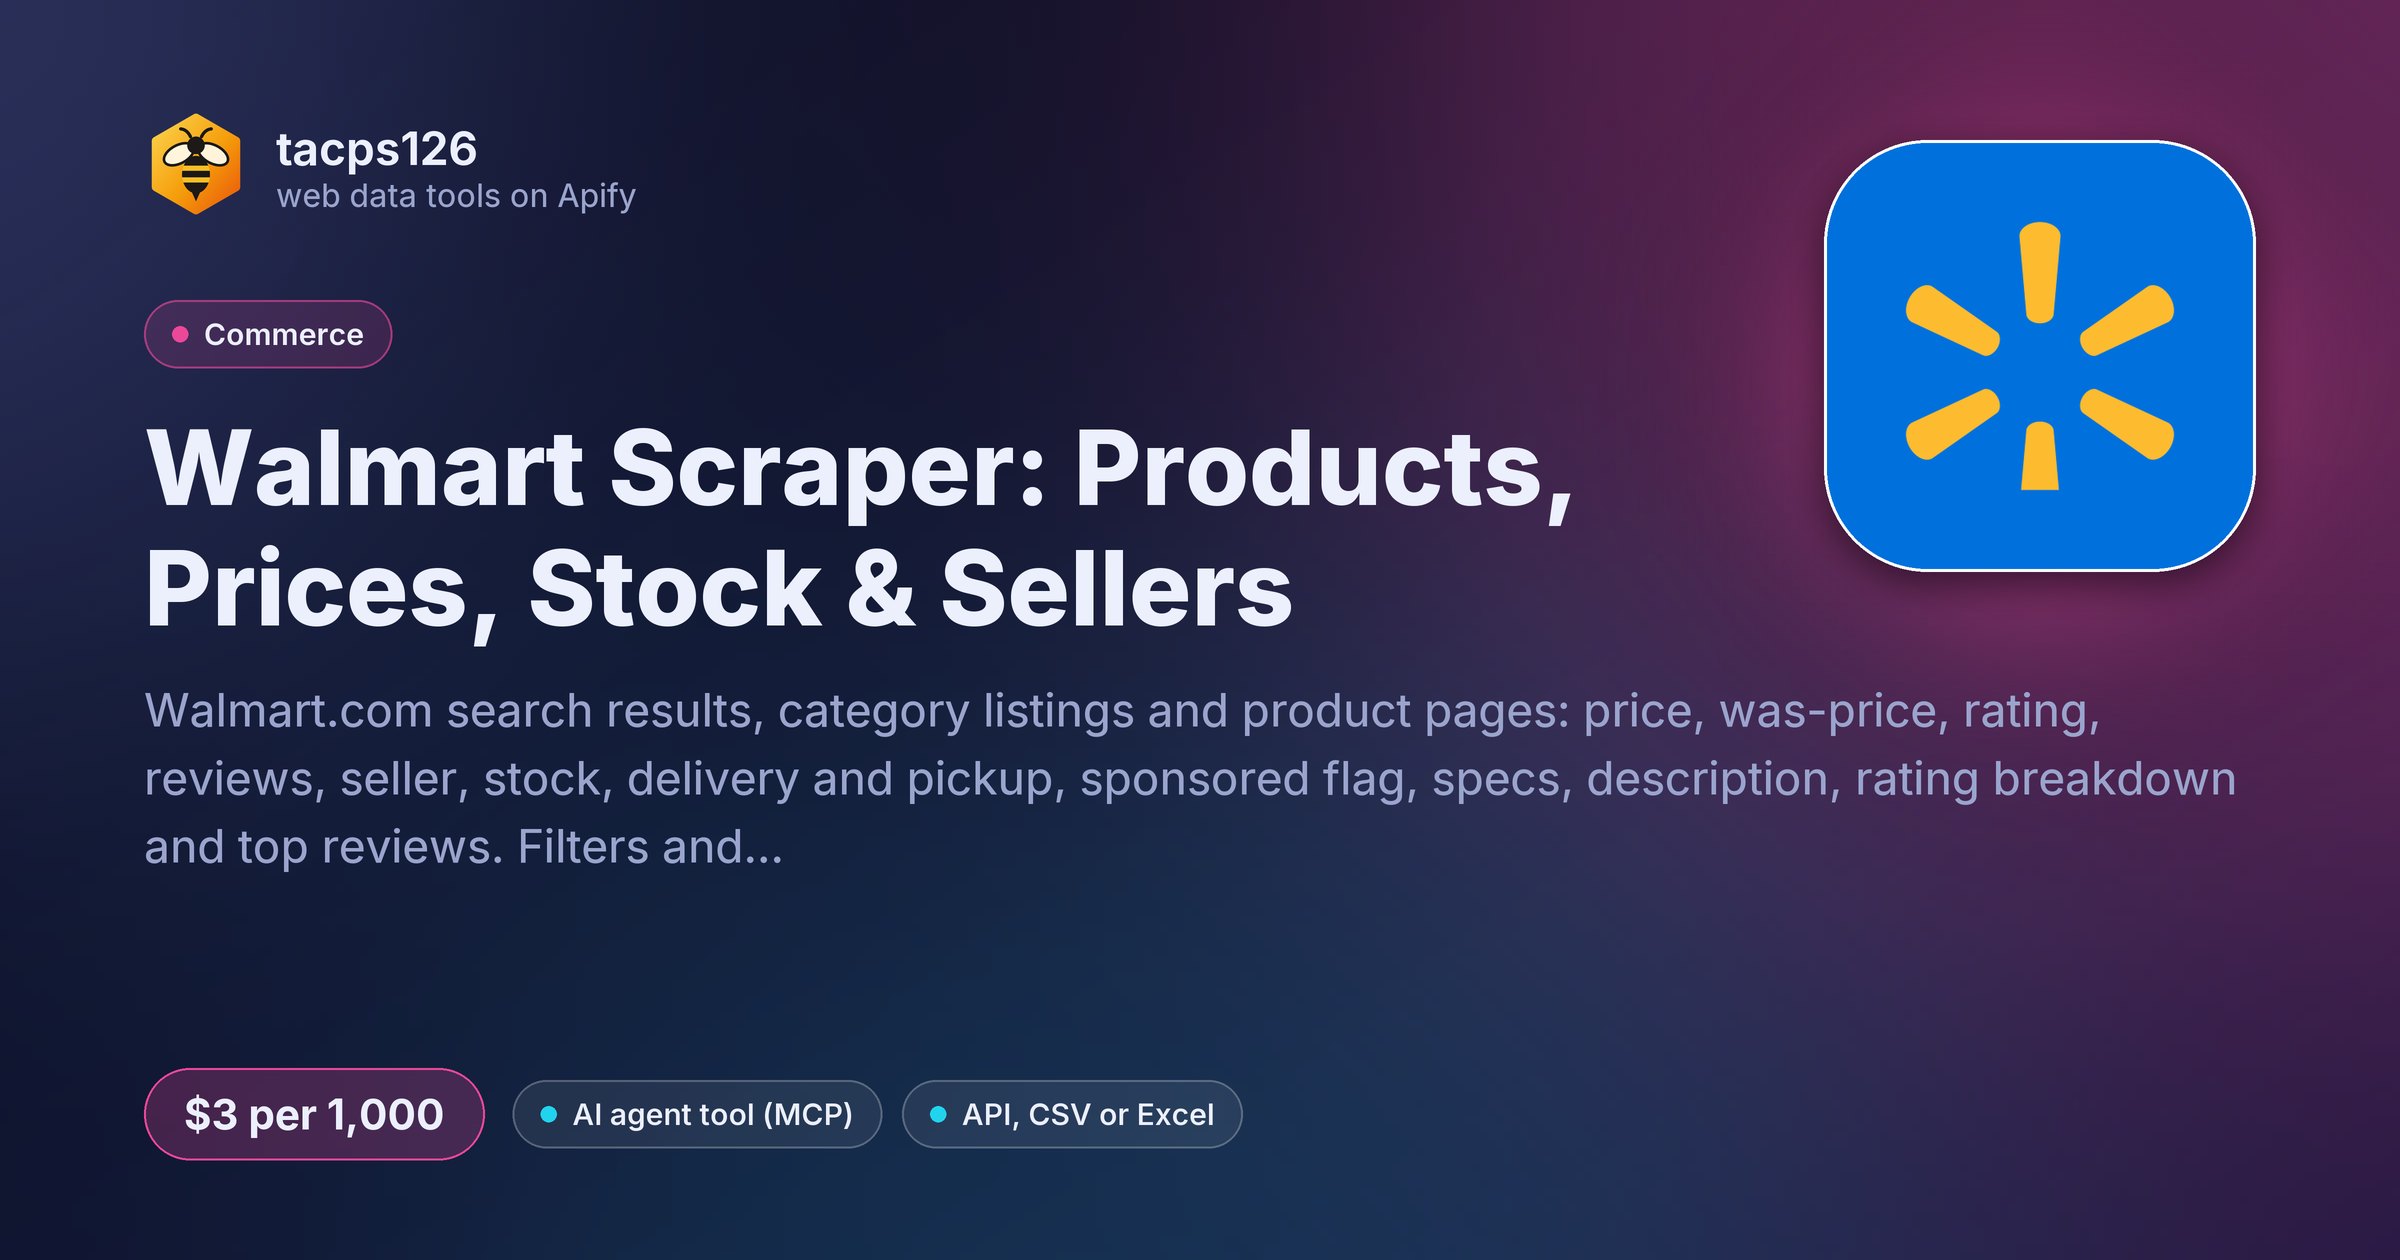 tacps126
web data tools on Apify
Commerce
Walmart Scraper: Products,
Prices, Stock & Sellers
Walmart.com search results, category listings and product pages: price, was-price, rating,
reviews, seller, stock, delivery and pickup, sponsored flag, specs, description, rating breakdown
and top reviews. Filters and...
$3 per 1,000
AI agent tool (MCP)
API, CSV or Excel